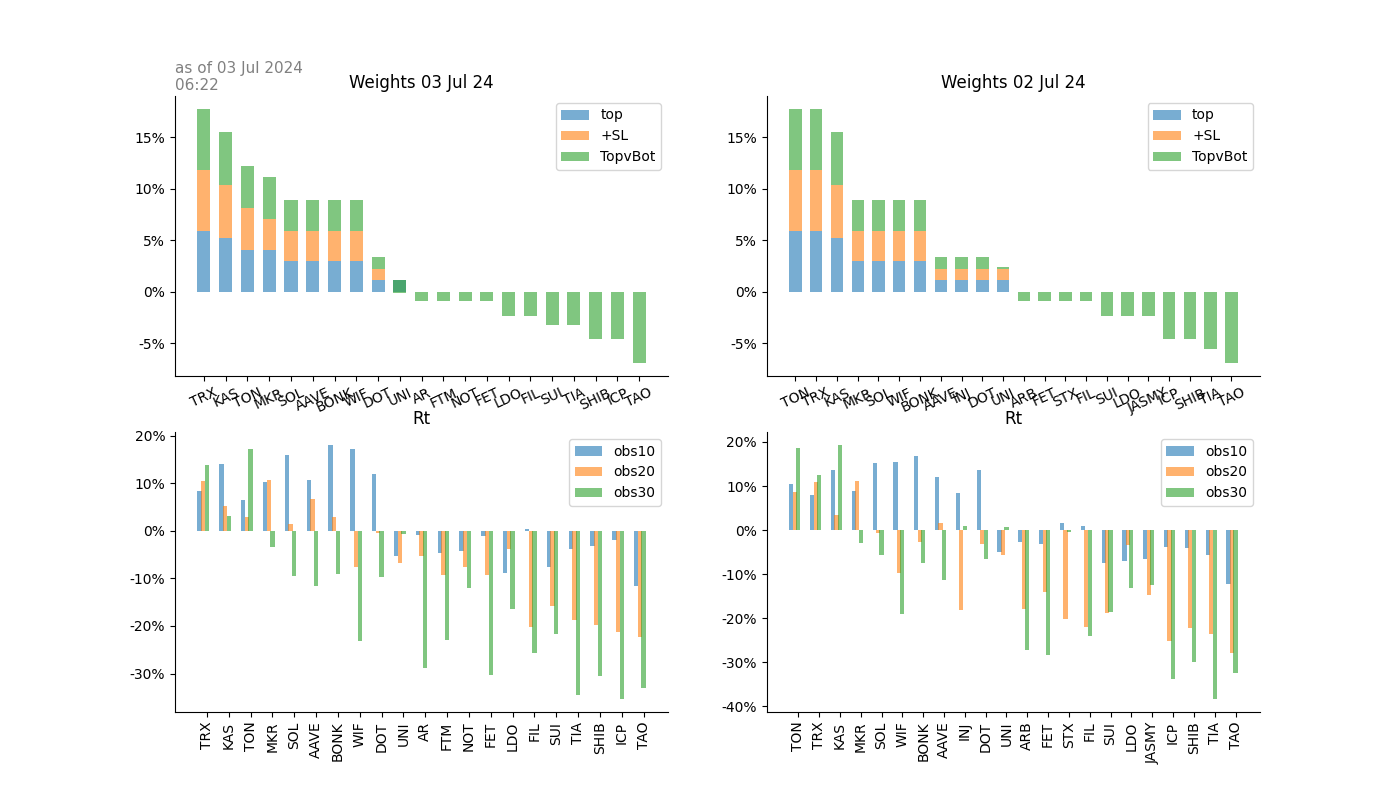 as of 03 Jul 2024
06:22
Weights 03 Jul 24
top
+SL
TopvBot
15%
10%
5%
0%
-5%
TRX KAS TON MKR SOL AAVE BONK WIF DOT UNI AR FTM NOT FET LDO FIL SUI TIA SHIB ICP TAO
Weights 02 Jul 24
top
+SL
TopvBot
15%
10%
5%
0%
-5%
TON TRX KAS MKR SOL WIF BONK AAVE INJ DOT UNI ARB FET STX FIL SUI LDO JASMY ICP SHIB TIA TAO
Rt
obs10
obs20
obs30
20%
10%
0%
-10%
-20%
-30%
TRX KAS TON MKR SOL AAVE BONK WIF DOT UNI AR FTM NOT FET LDO FIL SUI TIA SHIB ICP TAO
Rt
obs10
obs20
obs30
20%
10%
0%
-10%
-20%
-30%
-40%
TON TRX KAS MKR SOL WIF BONK AAVE INJ DOT UNI ARB FET STX FIL SUI LDO JASMY ICP SHIB TIA TAO